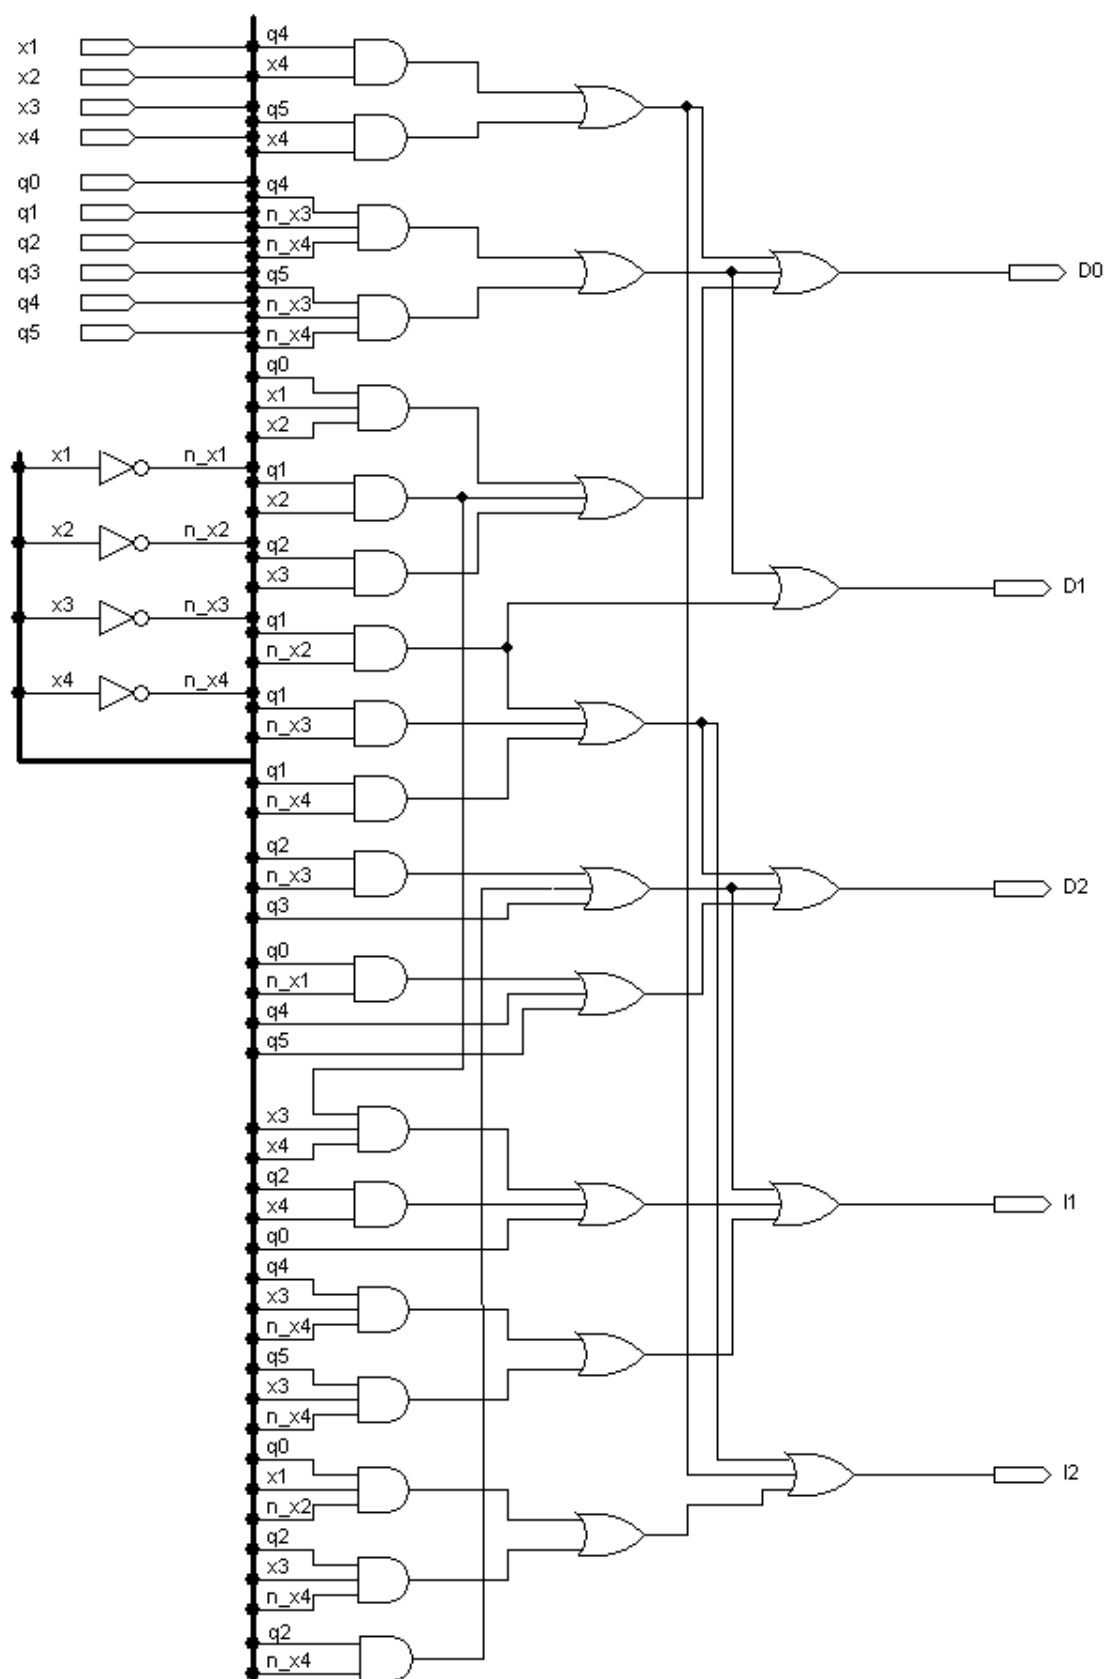 x1
x2
x3
x4
q0
q1
q2
q3
q4
q5
x1 n_x1
x2 n_x2
x3 n_x3
x4 n_x4
q4
x4
q5
x4
q4
n_x3
n_x4
q5
n_x3
n_x4
q0
x1
x2
q1
x2
q2
x3
q1
n_x2
q1
n_x3
q1
n_x4
q2
n_x3
q3
q0
n_x1
q4
q5
x3
x4
q2
x4
q0
q4
x3
n_x4
q5
x3
n_x4
q0
x1
n_x2
q2
x3
n_x4
q2
n_x4
D0
D1
D2
I1
I2